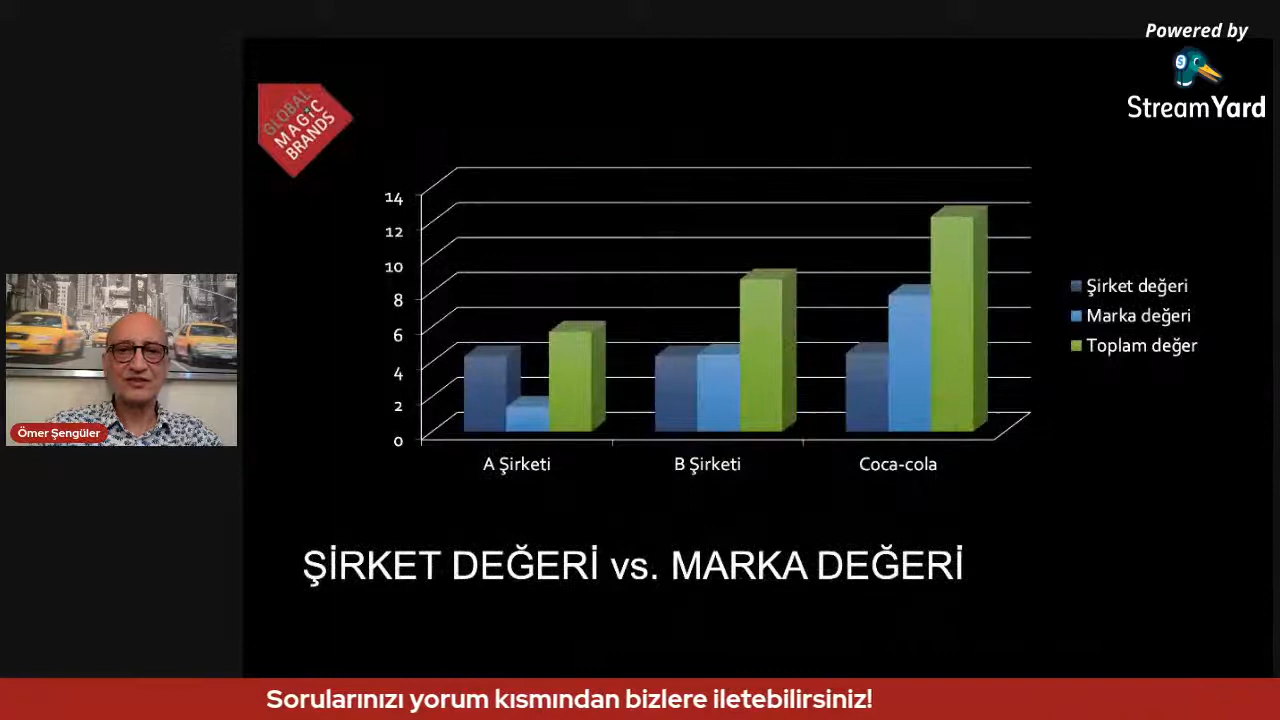 Powered by
StreamYard
GLOBAL
MAGiC
BRANDS
14
12
10
8
6
4
2
0
A Şirketi
B Şirketi
Coca-cola
Şirket değeri
Marka değeri
Toplam değer
Ömer Şengüler
ŞİRKET DEĞERİ vs. MARKA DEĞERİ
Sorularınızı yorum kısmından bizlere iletebilirsiniz!